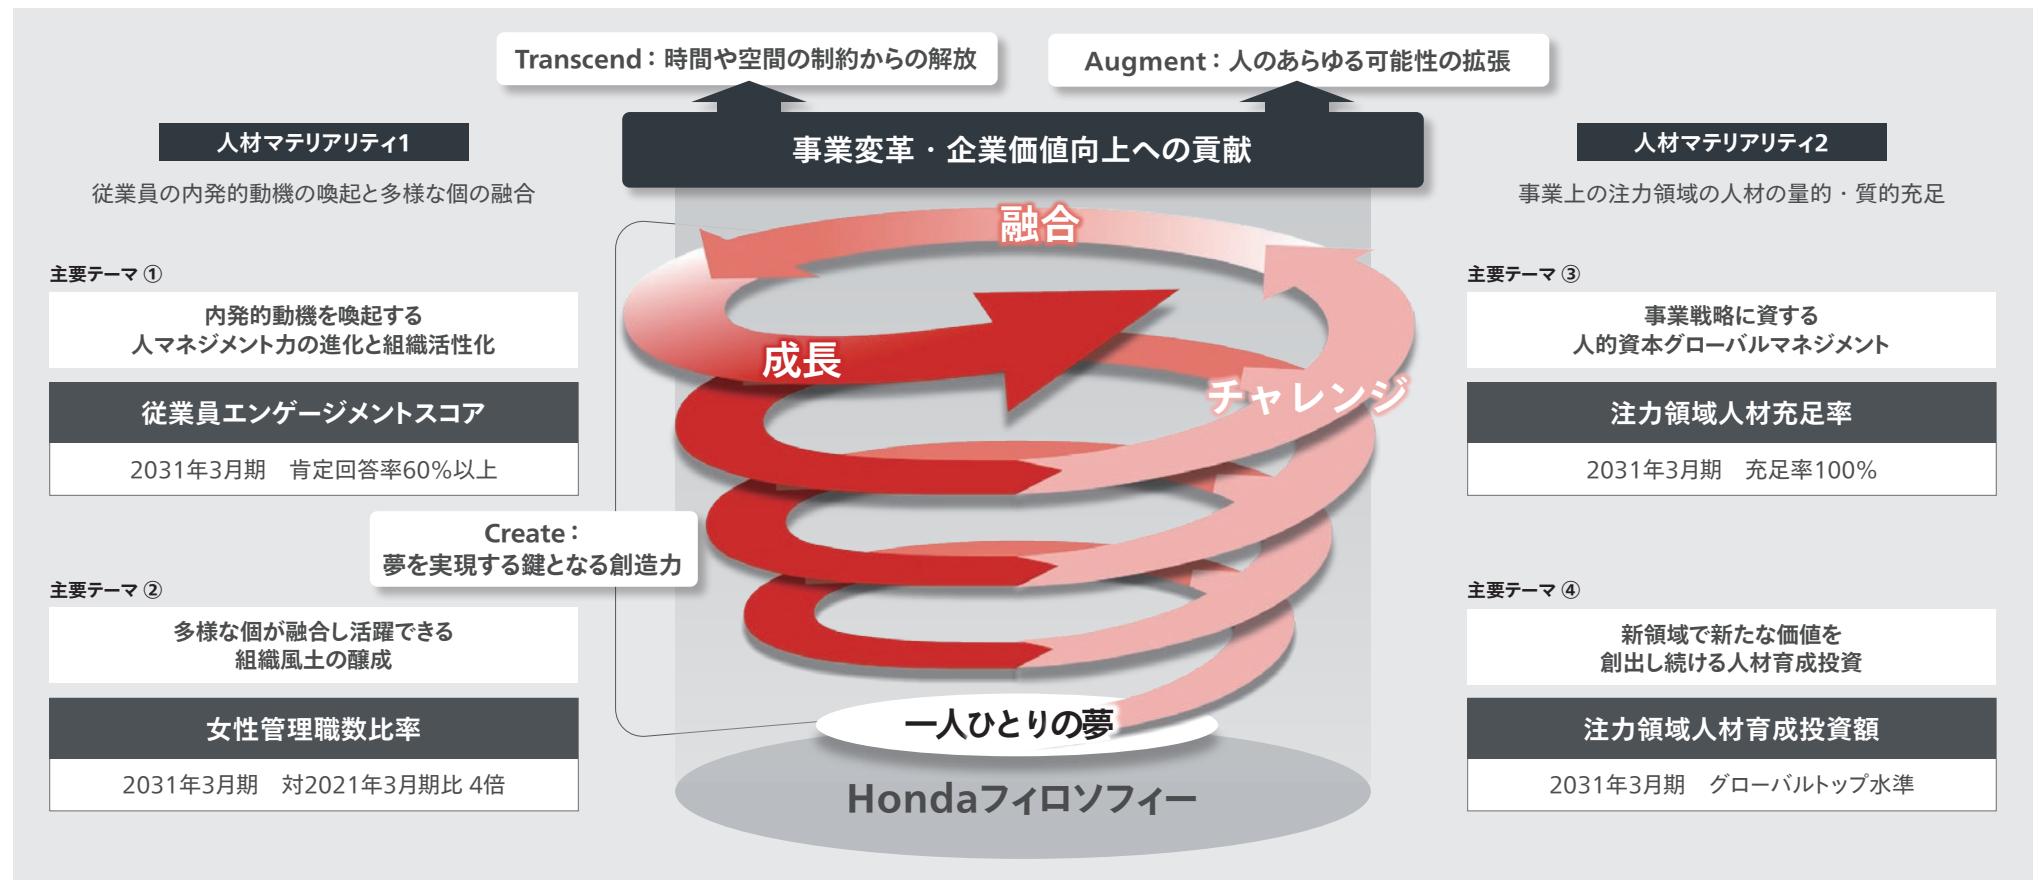 Transcend：時間や空間の制約からの解放
Augment：人のあらゆる可能性の拡張
事業変革・企業価値向上への貢献
人材マテリアリティ1
従業員の内発的動機の喚起と多様な個の融合
主要テーマ ①
内発的動機を喚起する
人マネジメント力の進化と組織活性化
従業員エンゲージメントスコア
2031年3月期　肯定回答率60%以上
主要テーマ ②
多様な個が融合し活躍できる
組織風土の醸成
女性管理職数比率
2031年3月期　対2021年3月期比 4倍
融合
成長
チャレンジ
Create：
夢を実現する鍵となる創造力
一人ひとりの夢
Hondaフィロソフィー
人材マテリアリティ2
事業上の注力領域の人材の量的・質的充足
主要テーマ ③
事業戦略に資する
人的資本グローバルマネジメント
注力領域人材充足率
2031年3月期　充足率100%
主要テーマ ④
新領域で新たな価値を
創出し続ける人材育成投資
注力領域人材育成投資額
2031年3月期　グローバルトップ水準